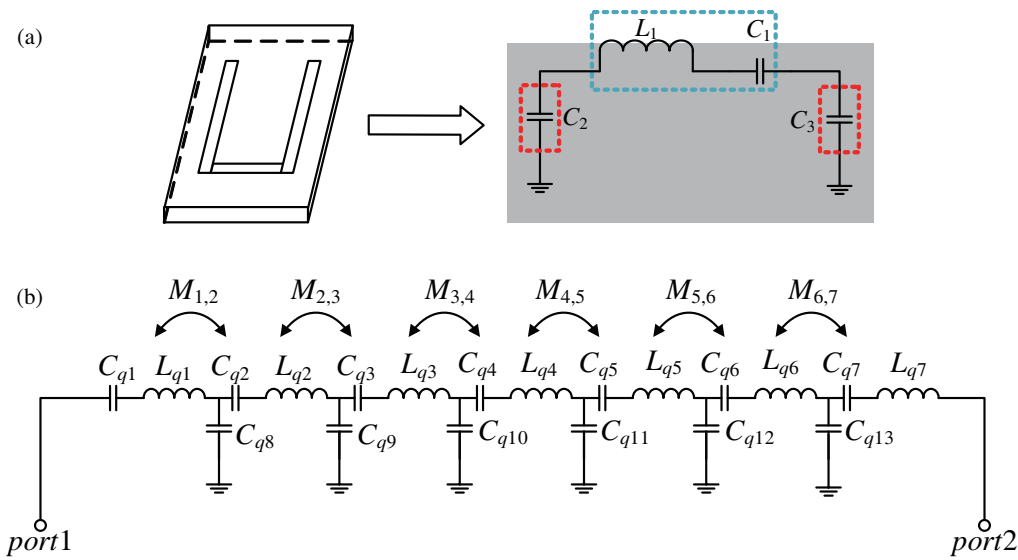 (a)
L1 C1
C2 C3
(b)
M1,2 M2,3 M3,4 M4,5 M5,6 M6,7
Cq1 Lq1 Cq2 Lq2 Cq3 Lq3 Cq4 Lq4 Cq5 Lq5 Cq6 Lq6 Cq7 Lq7
Cq8 Cq9 Cq10 Cq11 Cq12 Cq13
port1 port2